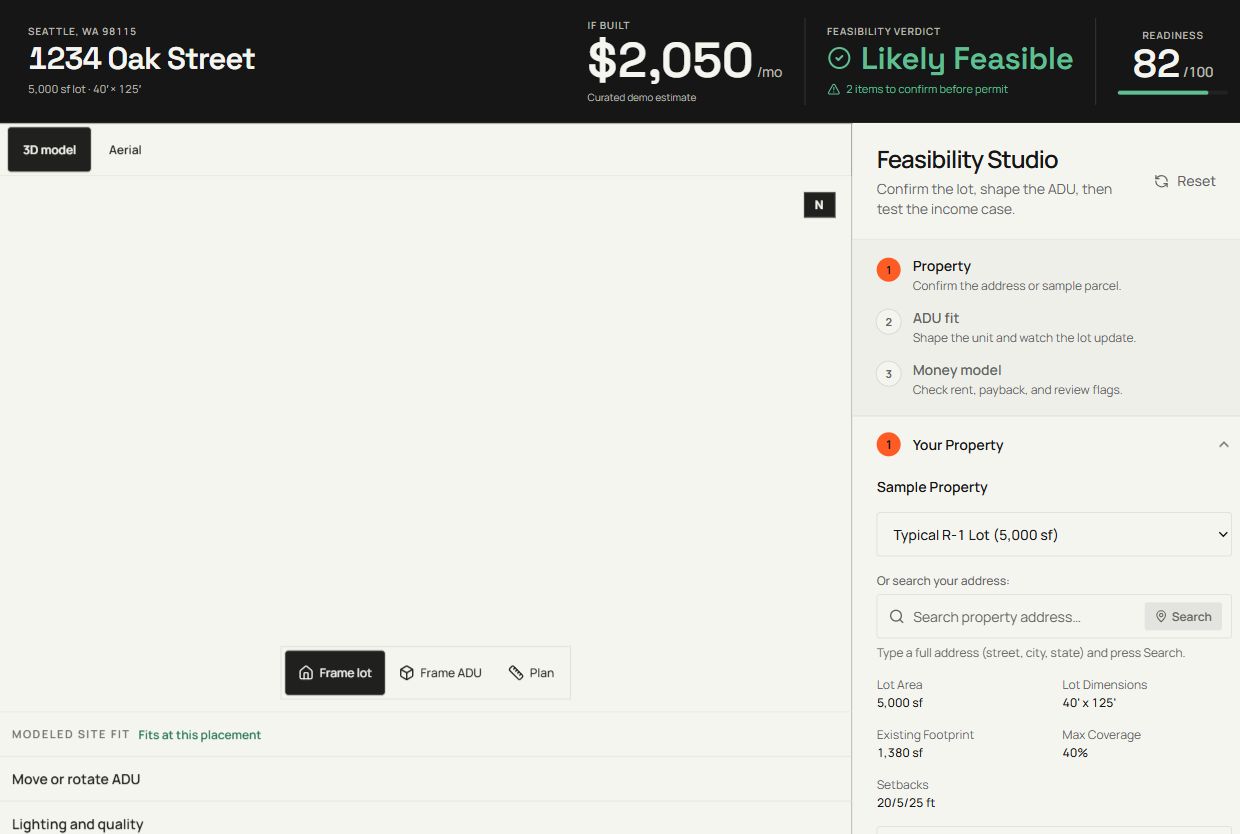 SEATTLE, WA 98115
1234 Oak Street
5,000 sf lot · 40′ × 125′
IF BUILT
$2,050 /mo
Curated demo estimate
FEASIBILITY VERDICT
Likely Feasible
2 items to confirm before permit
READINESS
82 /100
3D model
Aerial
N
Frame lot
Frame ADU
Plan
MODELED SITE FIT Fits at this placement
Move or rotate ADU
Lighting and quality
Feasibility Studio
Confirm the lot, shape the ADU, then
test the income case.
Reset
1 Property
Confirm the address or sample parcel.
2 ADU fit
Shape the unit and watch the lot update.
3 Money model
Check rent, payback, and review flags.
1 Your Property
Sample Property
Typical R-1 Lot (5,000 sf)
Or search your address:
Search property address...
Search
Type a full address (street, city, state) and press Search.
Lot Area
5,000 sf
Lot Dimensions
40' x 125'
Existing Footprint
1,380 sf
Max Coverage
40%
Setbacks
20/5/25 ft